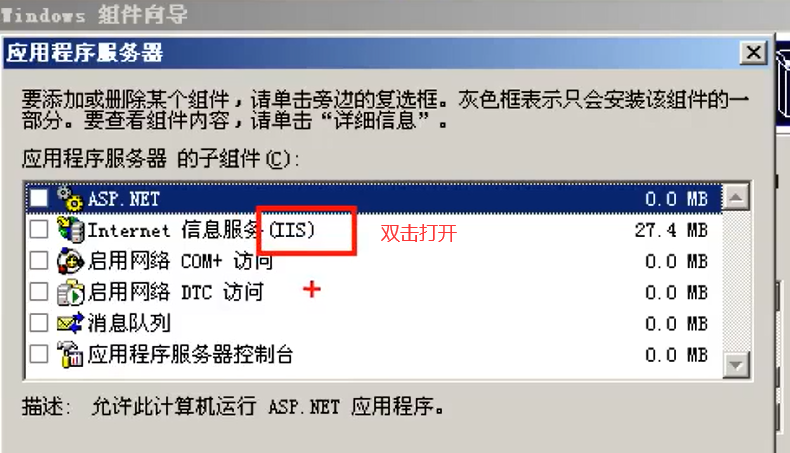 Windows 组件向导
应用程序服务器
要添加或删除某个组件，请单击旁边的复选框。灰色框表示只会安装该组件的一
部分。要查看组件内容，请单击“详细信息”。
应用程序服务器 的子组件(C):
ASP.NET 0.0 MB
Internet 信息服务(IIS) 双击打开 27.4 MB
启用网络 COM+ 访问 0.0 MB
启用网络 DTC 访问 0.0 MB
消息队列 0.0 MB
应用程序服务器控制台 0.0 MB
描述: 允许此计算机运行 ASP.NET 应用程序。